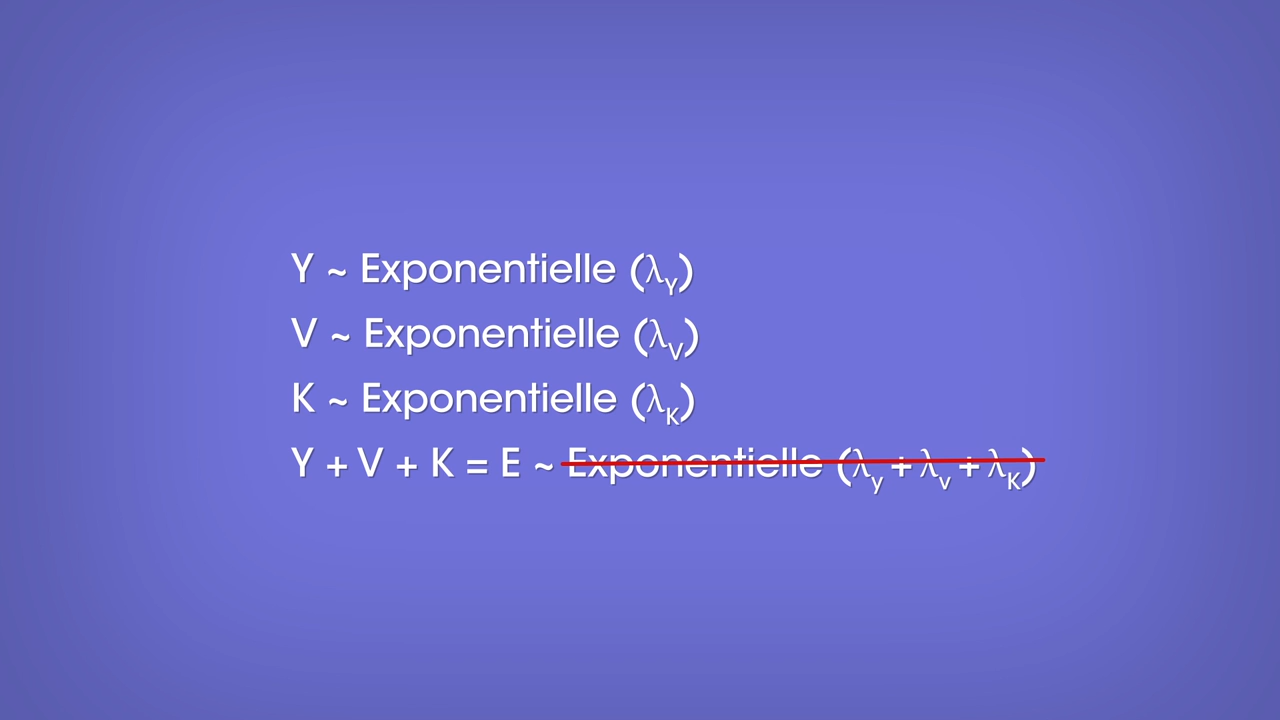 Y ~ Exponentielle (λY)
V ~ Exponentielle (λV)
K ~ Exponentielle (λK)
Y + V + K = E ~ Exponentielle (λy + λv + λK)